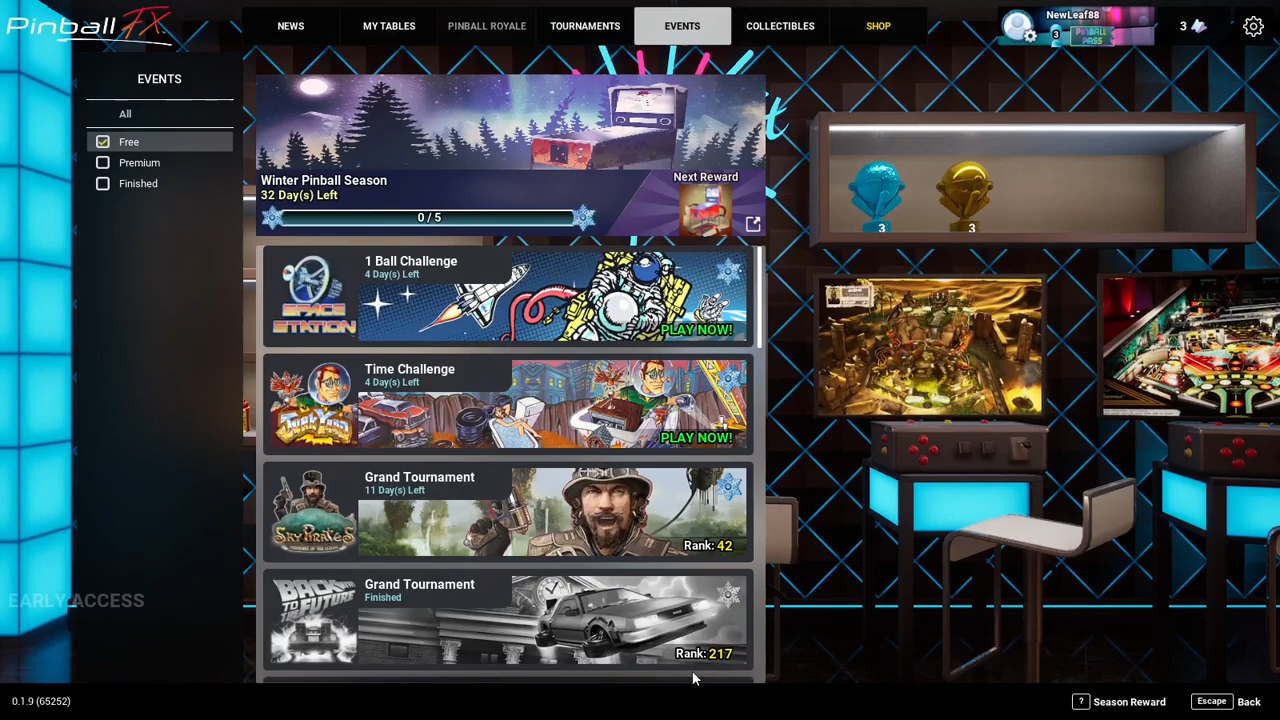 Pinball FX
NEWS
MY TABLES
PINBALL ROYALE
TOURNAMENTS
EVENTS
COLLECTIBLES
SHOP
NewLeaf88
3
PINBALL PASS
3
EVENTS
All
Free
Premium
Finished
Winter Pinball Season
32 Day(s) Left
0 / 5
Next Reward
3
3
SPACE STATION
1 Ball Challenge
4 Day(s) Left
PLAY NOW!
JUNK YARD
Time Challenge
4 Day(s) Left
PLAY NOW!
SKY PIRATES
Grand Tournament
11 Day(s) Left
Rank: 42
BACK TO THE FUTURE
Grand Tournament
Finished
Rank: 217
EARLY ACCESS
0.1.9 (65252)
? Season Reward
Escape Back